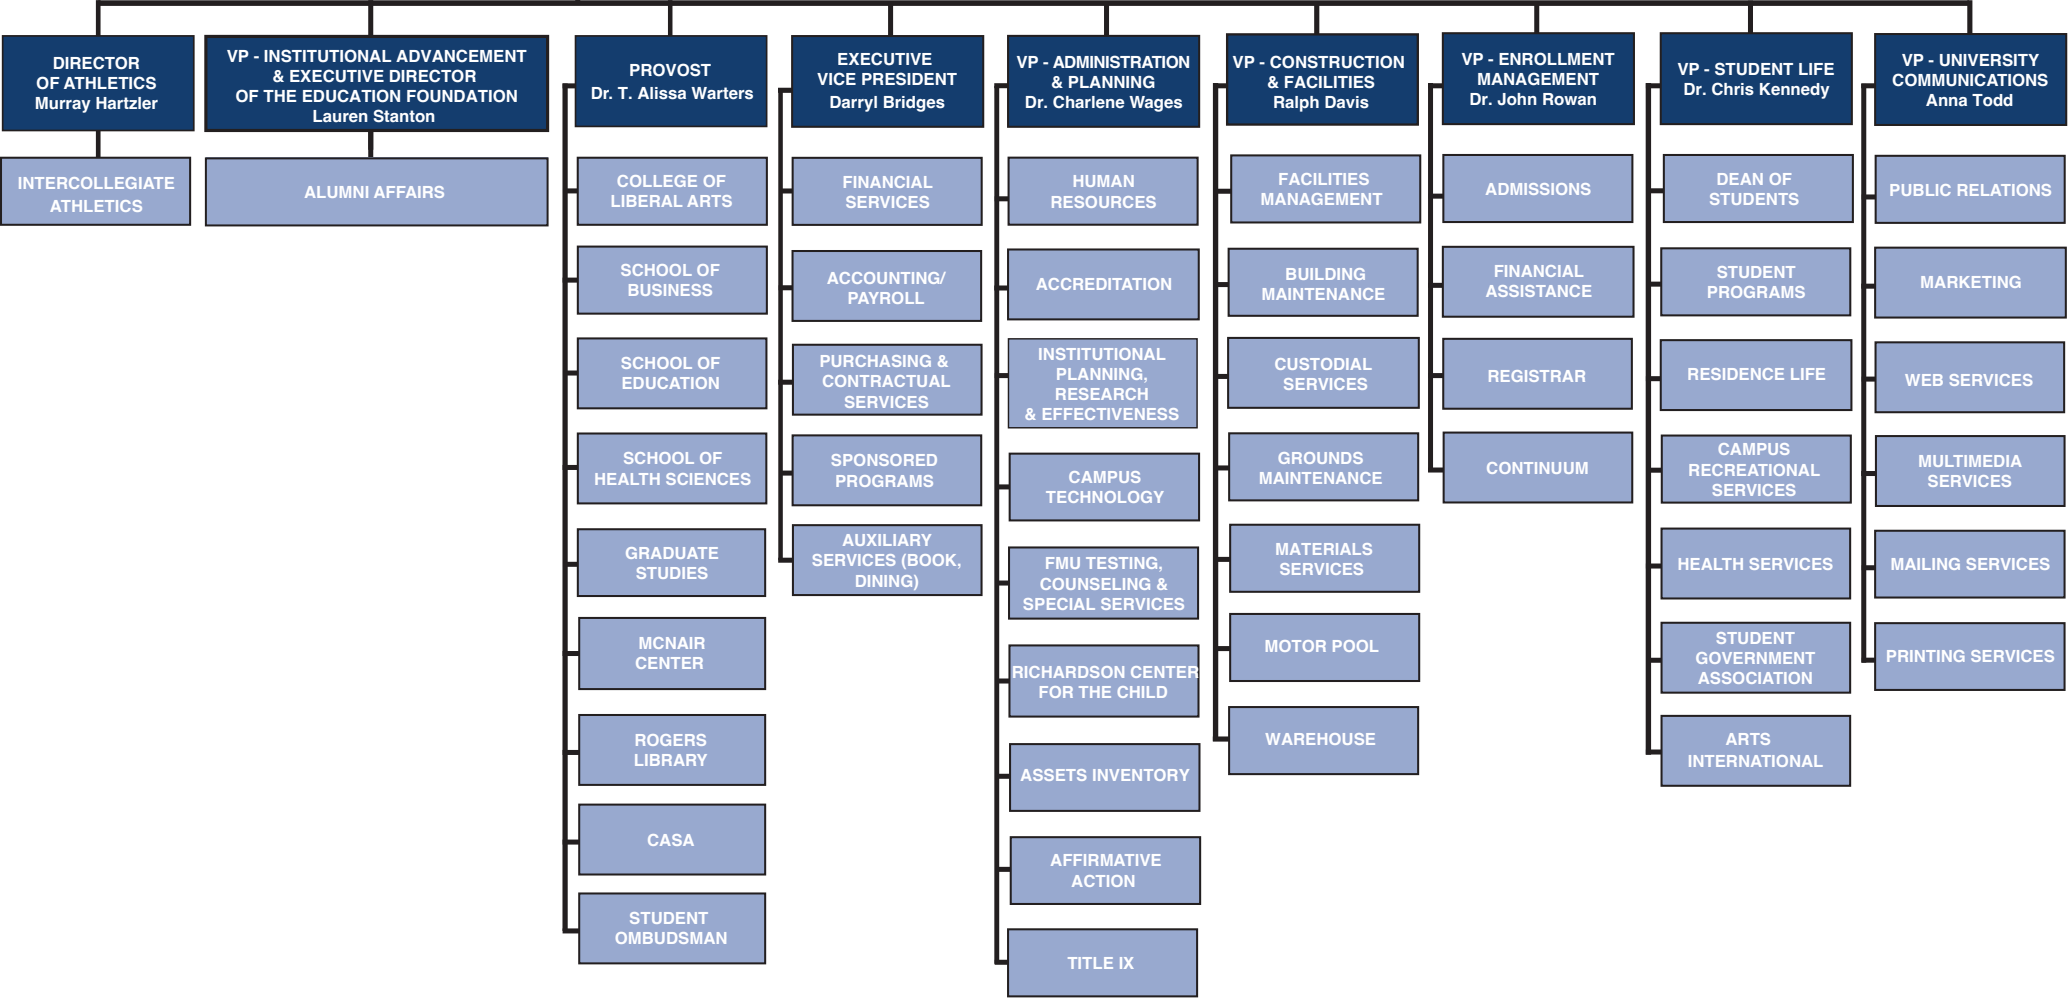 DIRECTOR
OF ATHLETICS
Murray Hartzler
INTERCOLLEGIATE
ATHLETICS
VP - INSTITUTIONAL ADVANCEMENT
& EXECUTIVE DIRECTOR
OF THE EDUCATION FOUNDATION
Lauren Stanton
ALUMNI AFFAIRS
PROVOST
Dr. T. Alissa Warters
COLLEGE OF
LIBERAL ARTS
SCHOOL OF
BUSINESS
SCHOOL OF
EDUCATION
SCHOOL OF
HEALTH SCIENCES
GRADUATE
STUDIES
MCNAIR
CENTER
ROGERS
LIBRARY
CASA
STUDENT
OMBUDSMAN
EXECUTIVE
VICE PRESIDENT
Darryl Bridges
FINANCIAL
SERVICES
ACCOUNTING/
PAYROLL
PURCHASING &
CONTRACTUAL
SERVICES
SPONSORED
PROGRAMS
AUXILIARY
SERVICES (BOOK,
DINING)
VP - ADMINISTRATION
& PLANNING
Dr. Charlene Wages
HUMAN
RESOURCES
ACCREDITATION
INSTITUTIONAL
PLANNING,
RESEARCH
& EFFECTIVENESS
CAMPUS
TECHNOLOGY
FMU TESTING,
COUNSELING &
SPECIAL SERVICES
RICHARDSON CENTER
FOR THE CHILD
ASSETS INVENTORY
AFFIRMATIVE
ACTION
TITLE IX
VP - CONSTRUCTION
& FACILITIES
Ralph Davis
FACILITIES
MANAGEMENT
BUILDING
MAINTENANCE
CUSTODIAL
SERVICES
GROUNDS
MAINTENANCE
MATERIALS
SERVICES
MOTOR POOL
WAREHOUSE
VP - ENROLLMENT
MANAGEMENT
Dr. John Rowan
ADMISSIONS
FINANCIAL
ASSISTANCE
REGISTRAR
CONTINUUM
VP - STUDENT LIFE
Dr. Chris Kennedy
DEAN OF
STUDENTS
STUDENT
PROGRAMS
RESIDENCE LIFE
CAMPUS
RECREATIONAL
SERVICES
HEALTH SERVICES
STUDENT
GOVERNMENT
ASSOCIATION
ARTS
INTERNATIONAL
VP - UNIVERSITY
COMMUNICATIONS
Anna Todd
PUBLIC RELATIONS
MARKETING
WEB SERVICES
MULTIMEDIA
SERVICES
MAILING SERVICES
PRINTING SERVICES